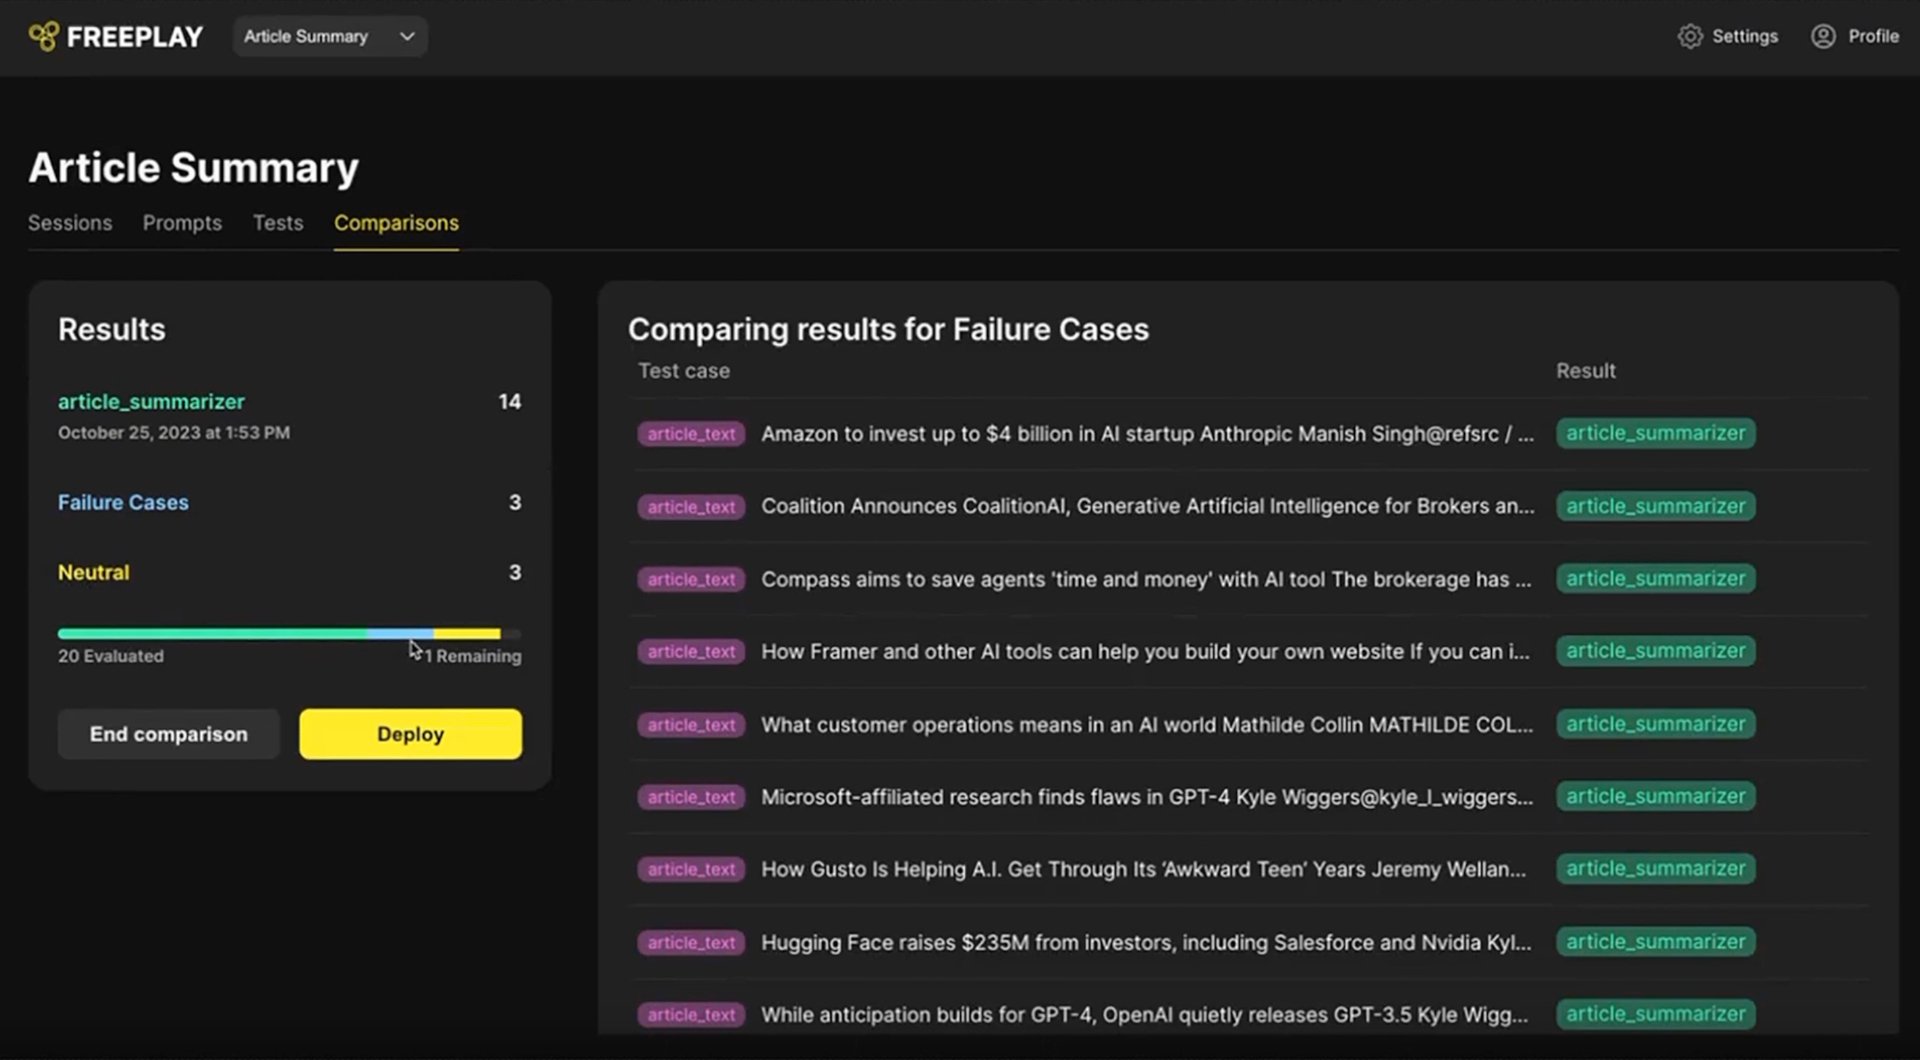 FREEPLAY
Article Summary
Settings
Profile
Article Summary
Sessions
Prompts
Tests
Comparisons
Results
article_summarizer 14
October 25, 2023 at 1:53 PM
Failure Cases 3
Neutral 3
20 Evaluated
1 Remaining
End comparison
Deploy
Comparing results for Failure Cases
Test case Result
article_text Amazon to invest up to $4 billion in AI startup Anthropic Manish Singh@refsrc / ... article_summarizer
article_text Coalition Announces CoalitionAI, Generative Artificial Intelligence for Brokers an... article_summarizer
article_text Compass aims to save agents 'time and money' with AI tool The brokerage has ... article_summarizer
article_text How Framer and other AI tools can help you build your own website If you can i... article_summarizer
article_text What customer operations means in an AI world Mathilde Collin MATHILDE COL... article_summarizer
article_text Microsoft-affiliated research finds flaws in GPT-4 Kyle Wiggers@kyle_l_wiggers... article_summarizer
article_text How Gusto Is Helping A.I. Get Through Its ‘Awkward Teen’ Years Jeremy Wellan... article_summarizer
article_text Hugging Face raises $235M from investors, including Salesforce and Nvidia Kyl... article_summarizer
article_text While anticipation builds for GPT-4, OpenAI quietly releases GPT-3.5 Kyle Wigg... article_summarizer